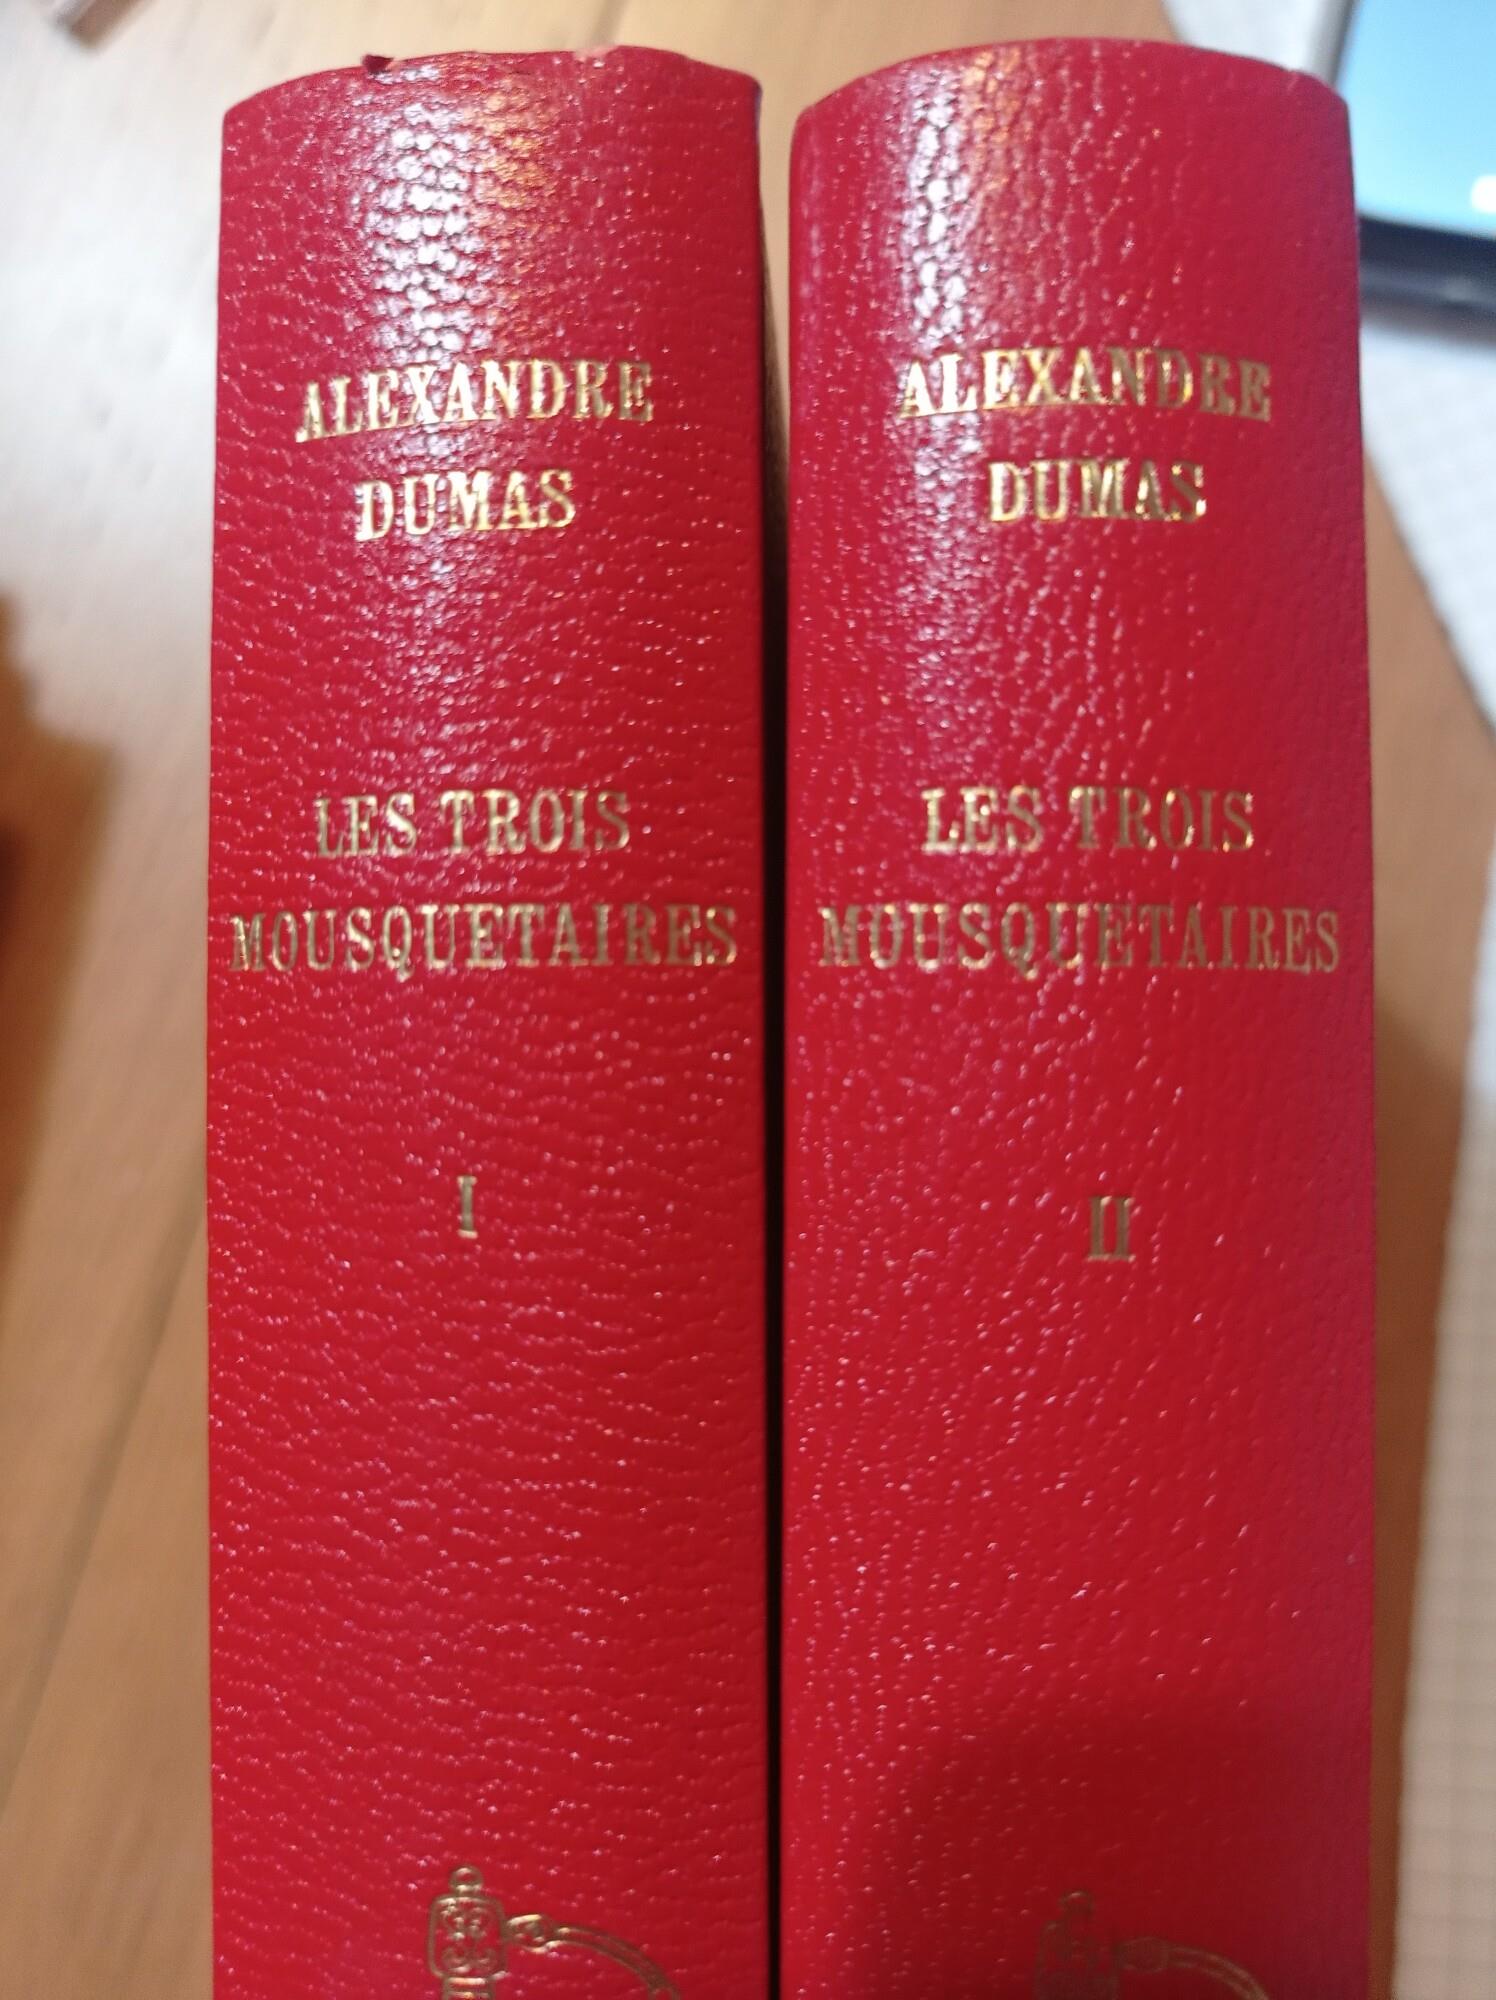 ALEXANDRE
DUMAS
LES TROIS
MOUSQUETAIRES
I
ALEXANDRE
DUMAS
LES TROIS
MOUSQUETAIRES
II